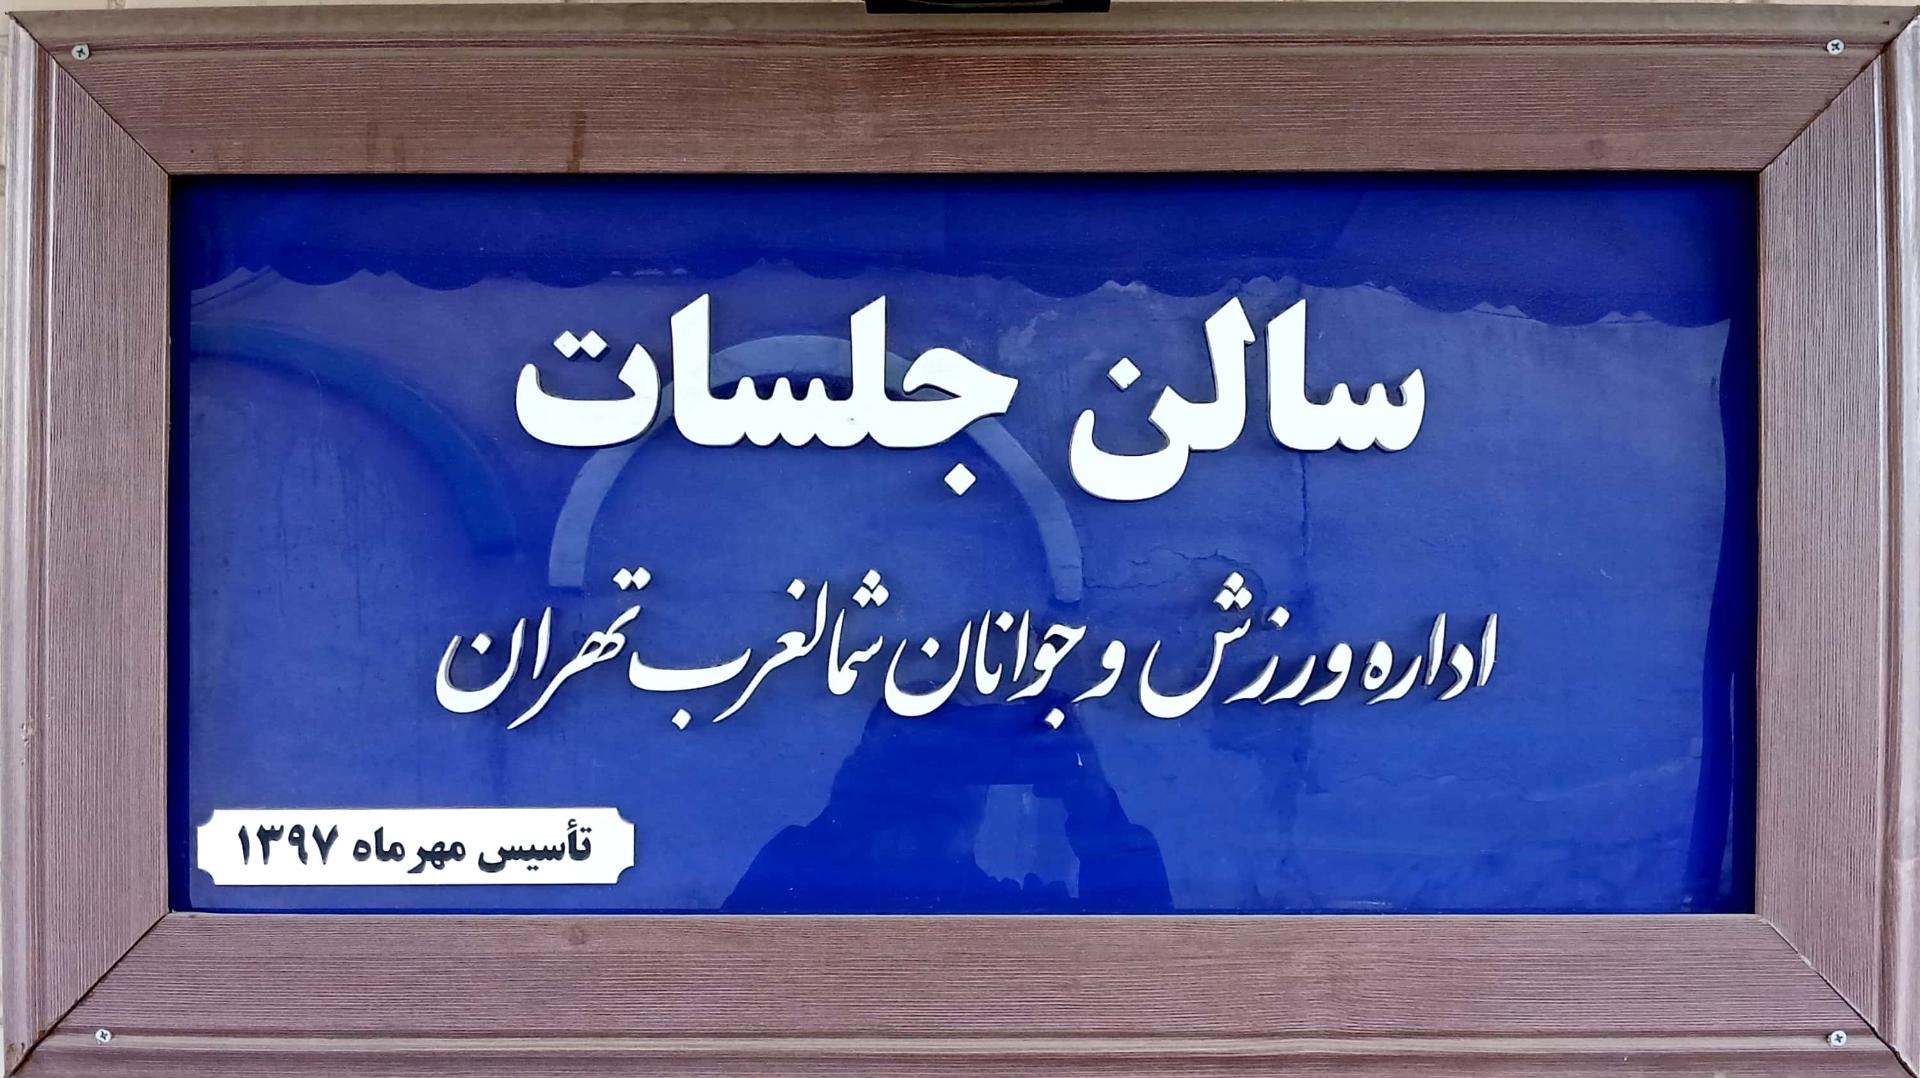 سالن جلسات
اداره ورزش و جوانان شمالغرب تهران
تأسیس مهرماه ۱۳۹۷